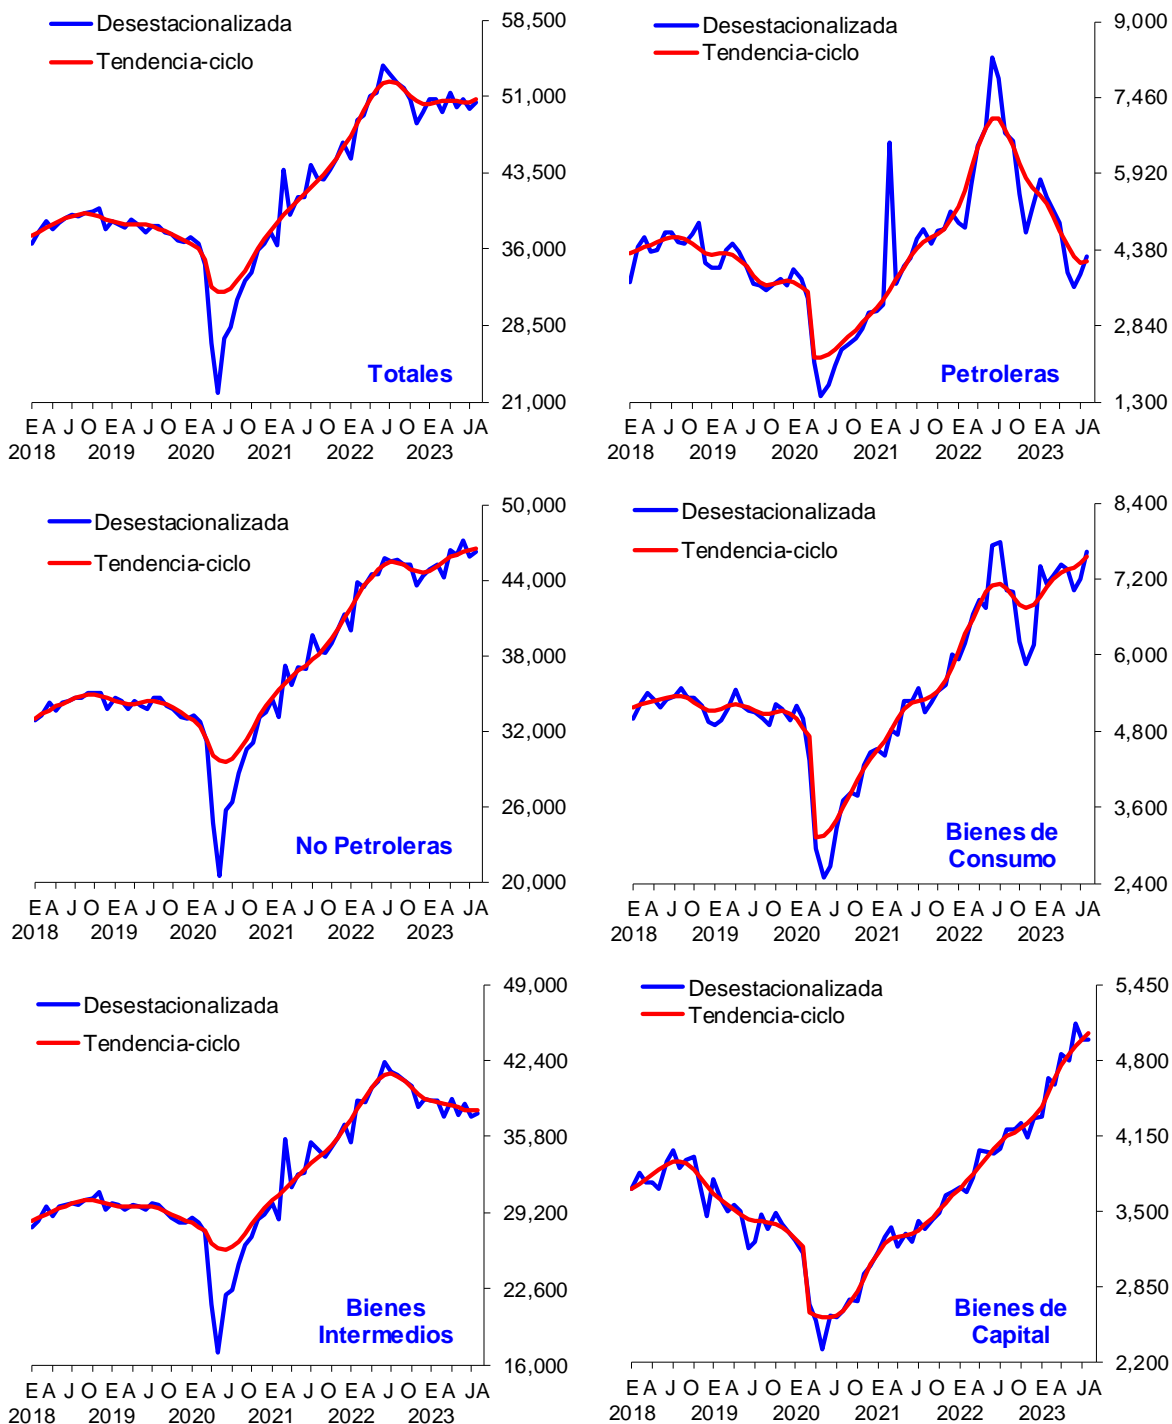 Desestacionalizada
Tendencia-ciclo
58,500
51,000
43,500
36,000
28,500
21,000
Totales
E A J O E A J O E A J O E A J O E A J O E A JA
2018 2019 2020 2021 2022 2023
Desestacionalizada
Tendencia-ciclo
9,000
7,460
5,920
4,380
2,840
1,300
Petroleras
E A J O E A J O E A J O E A J O E A J O E A JA
2018 2019 2020 2021 2022 2023
Desestacionalizada
Tendencia-ciclo
50,000
44,000
38,000
32,000
26,000
20,000
No Petroleras
E A J O E A J O E A J O E A J O E A J O E A JA
2018 2019 2020 2021 2022 2023
Desestacionalizada
Tendencia-ciclo
8,400
7,200
6,000
4,800
3,600
2,400
Bienes de
Consumo
E A J O E A J O E A J O E A J O E A J O E A JA
2018 2019 2020 2021 2022 2023
Desestacionalizada
Tendencia-ciclo
49,000
42,400
35,800
29,200
22,600
16,000
Bienes
Intermedios
E A J O E A J O E A J O E A J O E A J O E A JA
2018 2019 2020 2021 2022 2023
Desestacionalizada
Tendencia-ciclo
5,450
4,800
4,150
3,500
2,850
2,200
Bienes de
Capital
E A J O E A J O E A J O E A J O E A J O E A JA
2018 2019 2020 2021 2022 2023